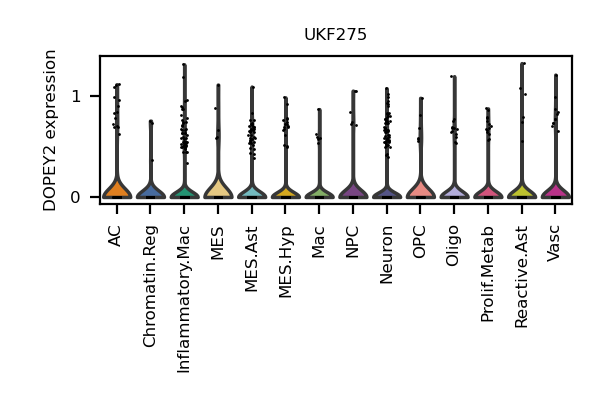 UKF275
DOPEY2 expression
1
0
AC
Chromatin.Reg
Inflammatory.Mac
MES
MES.Ast
MES.Hyp
Mac
NPC
Neuron
OPC
Oligo
Prolif.Metab
Reactive.Ast
Vasc